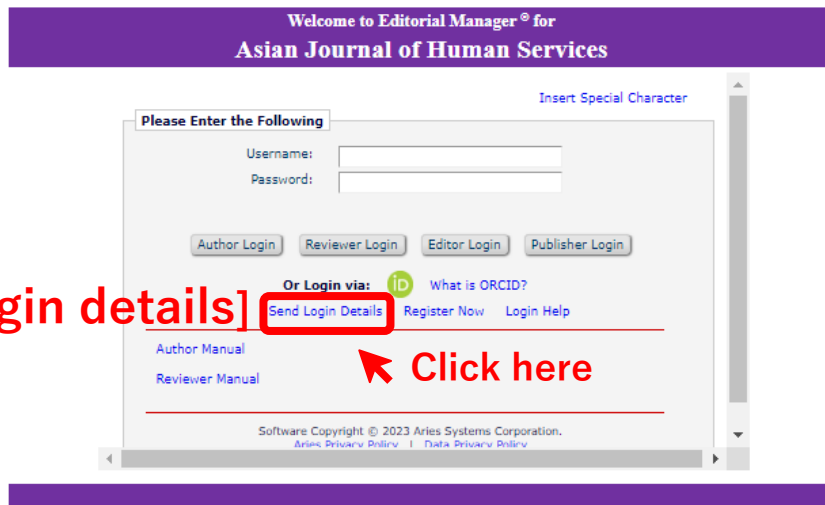 Welcome to Editorial Manager ® for
Asian Journal of Human Services
Insert Special Character
Please Enter the Following
Username:
Password:
Author Login Reviewer Login Editor Login Publisher Login
Or Login via: iD What is ORCID?
gin details] Send Login Details Register Now Login Help
Author Manual
Click here
Reviewer Manual
Software Copyright © 2023 Aries Systems Corporation.
Aries Privacy Policy | Data Privacy Policy